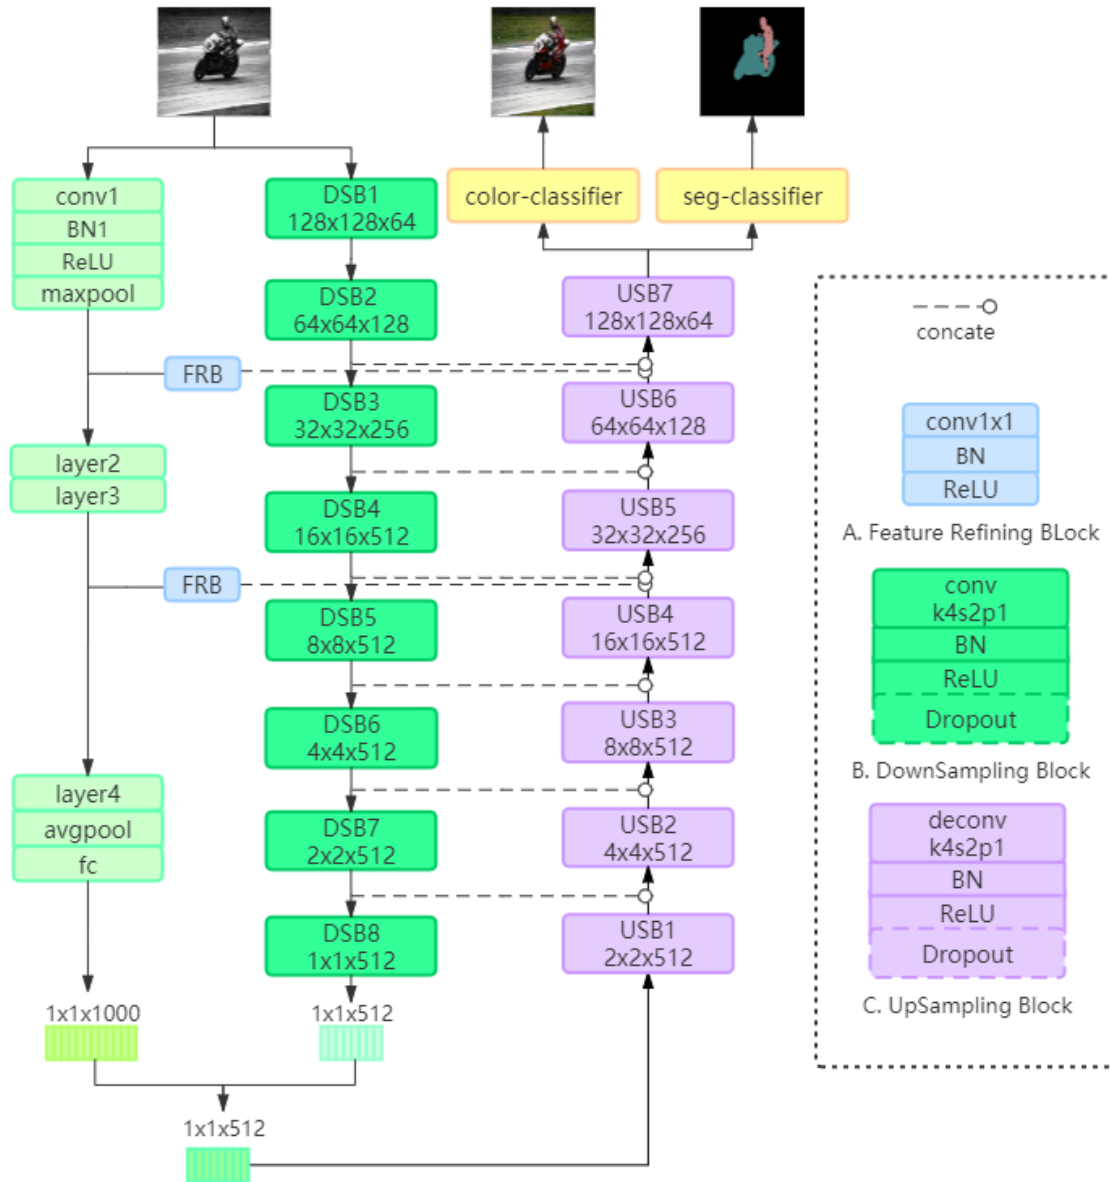 conv1
BN1
ReLU
maxpool
FRB
layer2
layer3
FRB
layer4
avgpool
fc
1x1x1000
DSB1
128x128x64
DSB2
64x64x128
DSB3
32x32x256
DSB4
16x16x512
DSB5
8x8x512
DSB6
4x4x512
DSB7
2x2x512
DSB8
1x1x512
1x1x512
1x1x512
color-classifier
seg-classifier
USB7
128x128x64
USB6
64x64x128
USB5
32x32x256
USB4
16x16x512
USB3
8x8x512
USB2
4x4x512
USB1
2x2x512
concate
conv1x1
BN
ReLU
A. Feature Refining BLock
conv
k4s2p1
BN
ReLU
Dropout
B. DownSampling Block
deconv
k4s2p1
BN
ReLU
Dropout
C. UpSampling Block